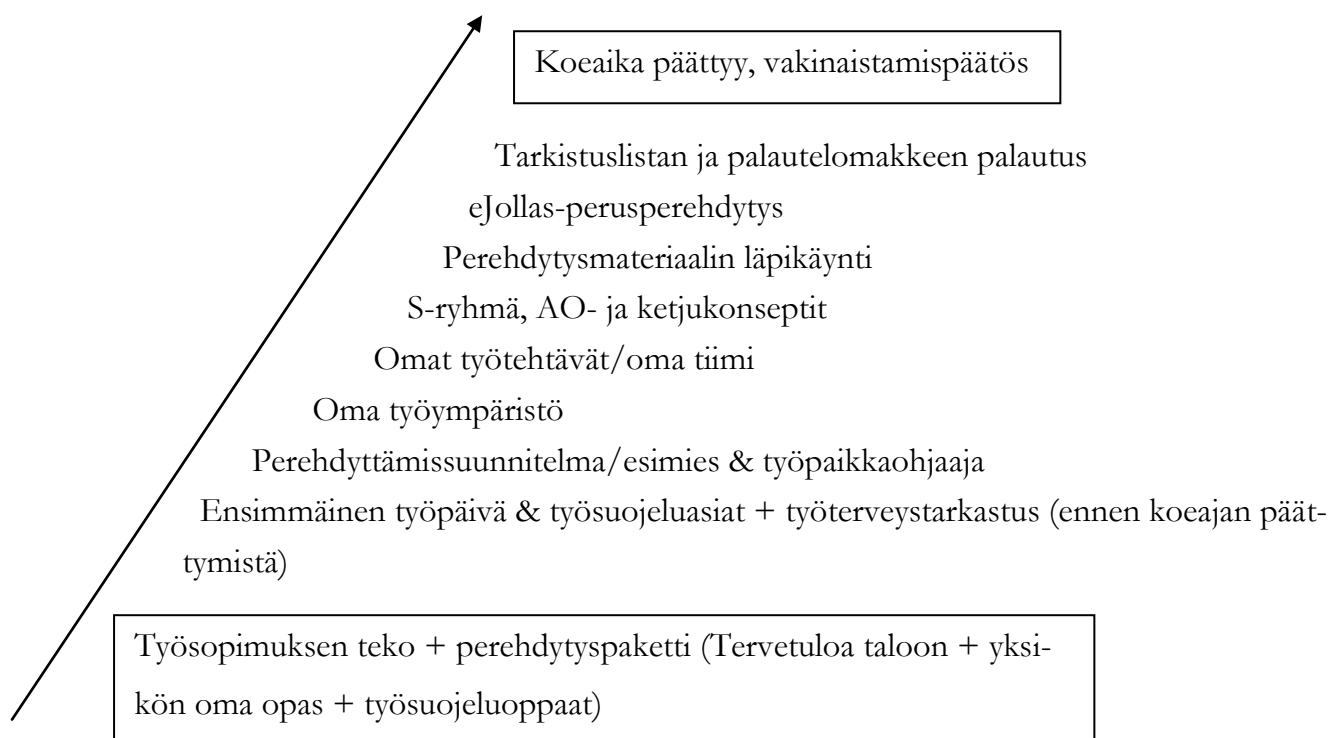 Koeaika päättyy, vakinaistamispäätös
Tarkistuslistan ja palautelomakkeen palautus
eJollas-perusperehdytys
Perehdytysmateriaalin läpikäynti
S-ryhmä, AO- ja ketjukonseptit
Omat työtehtävät/oma tiimi
Oma työympäristö
Perehdyttämissuunnitelma/esimies & työpaikkaohjaaja
Ensimmäinen työpäivä & työsuojeluasiat + työterveystarkastus (ennen koeajan päät-
tymistä)
Työsopimuksen teko + perehdytyspaketti (Tervetuloa taloon + yksi-
kön oma opas + työsuojeluoppaat)